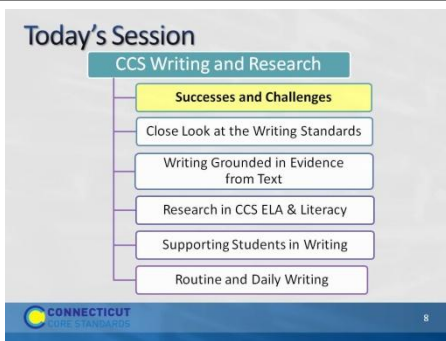 Today's Session
CCS Writing and Research
Successes and Challenges
Close Look at the Writing Standards
Writing Grounded in Evidence
from Text
Research in CCS ELA & Literacy
Supporting Students in Writing
Routine and Daily Writing
CONNECTICUT
CORE STANDARDS
8